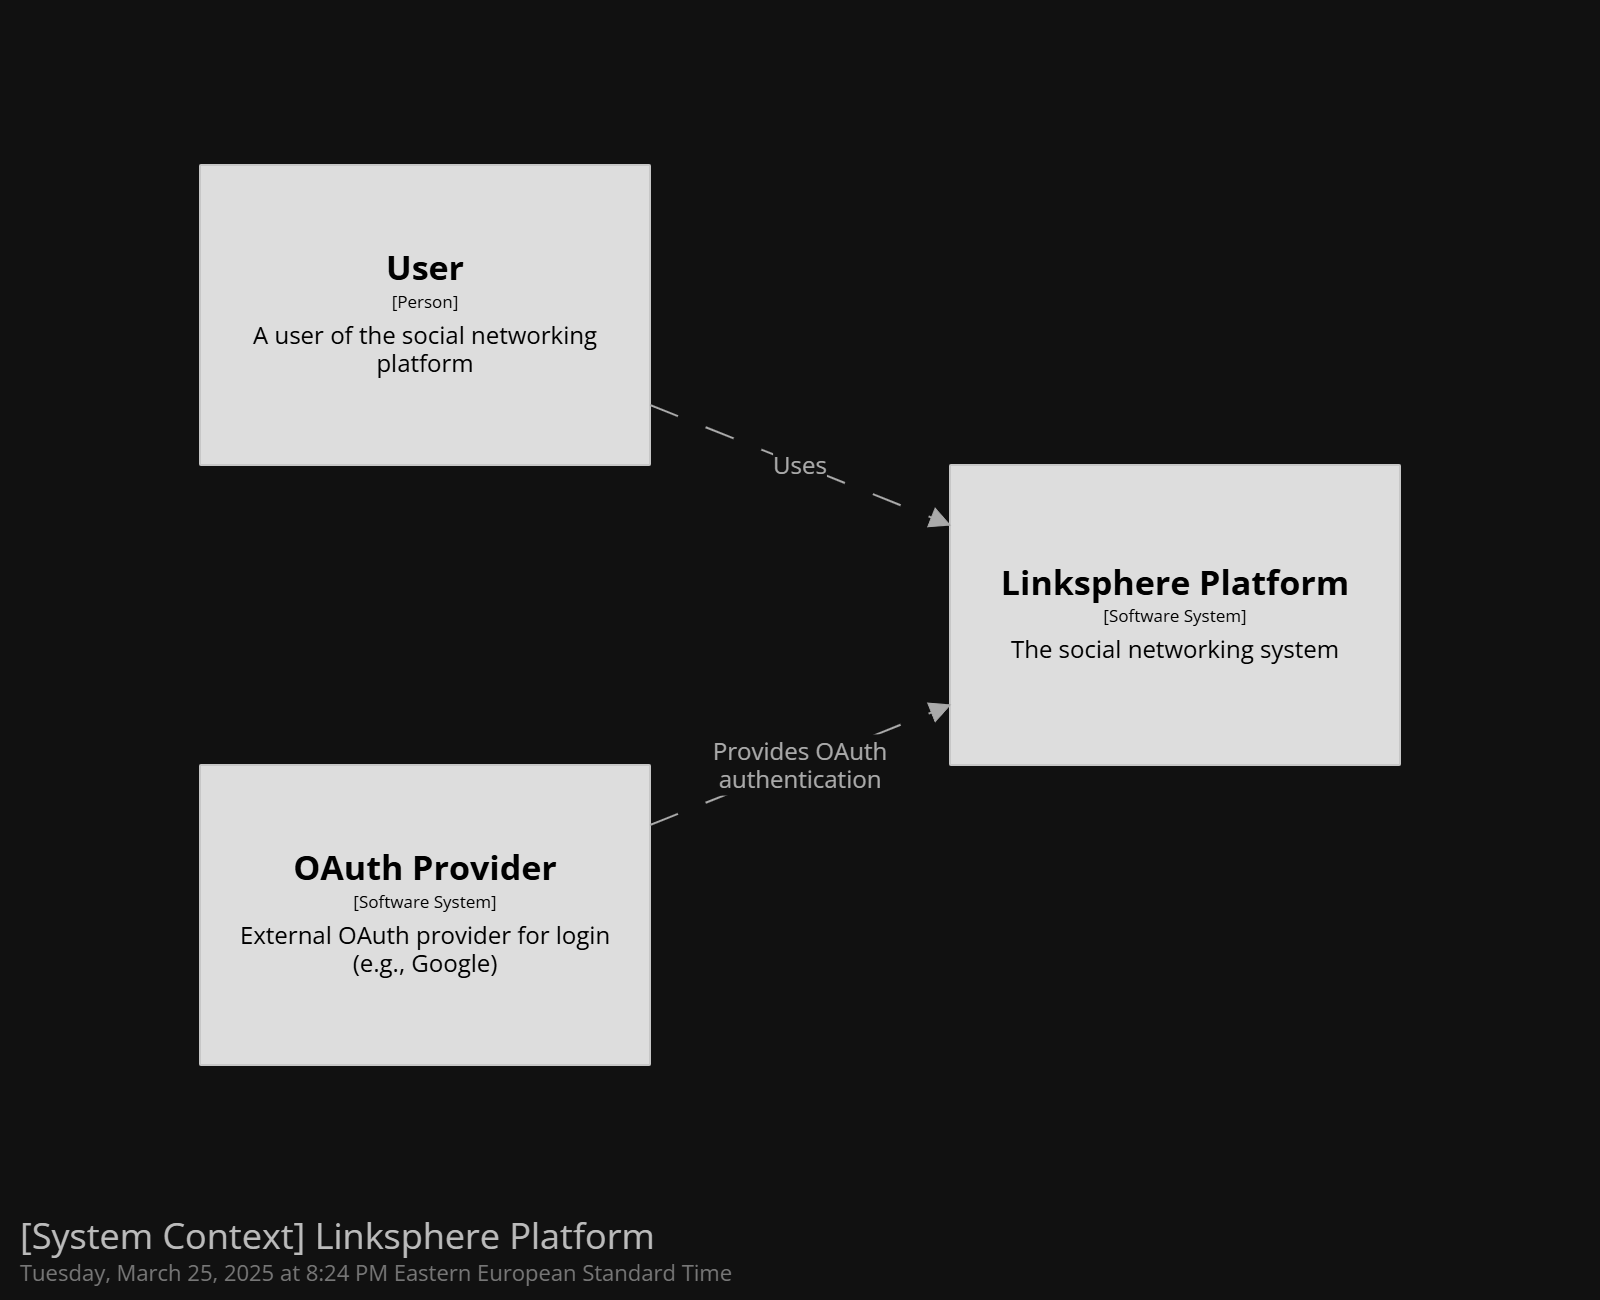 User
[Person]
A user of the social networking
platform
Uses
Linksphere Platform
[Software System]
The social networking system
Provides OAuth
authentication
OAuth Provider
[Software System]
External OAuth provider for login
(e.g., Google)
[System Context] Linksphere Platform
Tuesday, March 25, 2025 at 8:24 PM Eastern European Standard Time